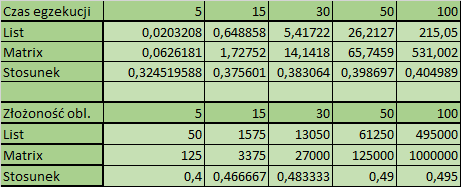 Czas egzekucji 5 15 30 50 100
List 0,0203208 0,648858 5,41722 26,2127 215,05
Matrix 0,0626181 1,72752 14,1418 65,7459 531,002
Stosunek 0,324519588 0,375601 0,383064 0,398697 0,404989
Złożoność obl. 5 15 30 50 100
List 50 1575 13050 61250 495000
Matrix 125 3375 27000 125000 1000000
Stosunek 0,4 0,466667 0,483333 0,49 0,495